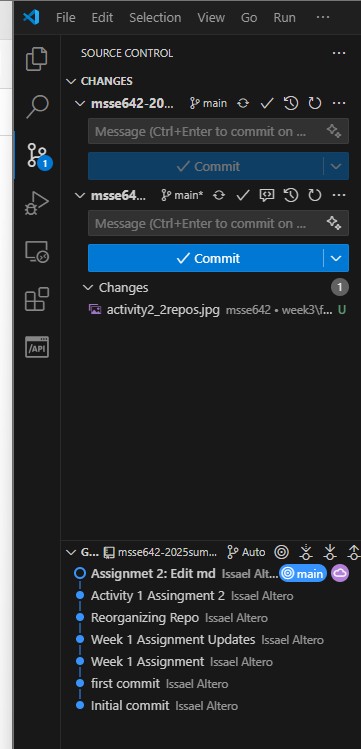 File Edit Selection View Go Run ···
SOURCE CONTROL ···
CHANGES
msse642-20... main
Message (Ctrl+Enter to commit on ...
Commit
msse64... main* ···
Message (Ctrl+Enter to commit on ...
Commit
Changes 1
activity2_2repos.jpg msse642 • week3\f... U
1
/API
G... msse642-2025sum... Auto
Assignmet 2: Edit md Issael Alt... main
Activity 1 Assingment 2 Issael Altero
Reorganizing Repo Issael Altero
Week 1 Assignment Updates Issael Altero
Week 1 Assignment Issael Altero
first commit Issael Altero
Initial commit Issael Altero